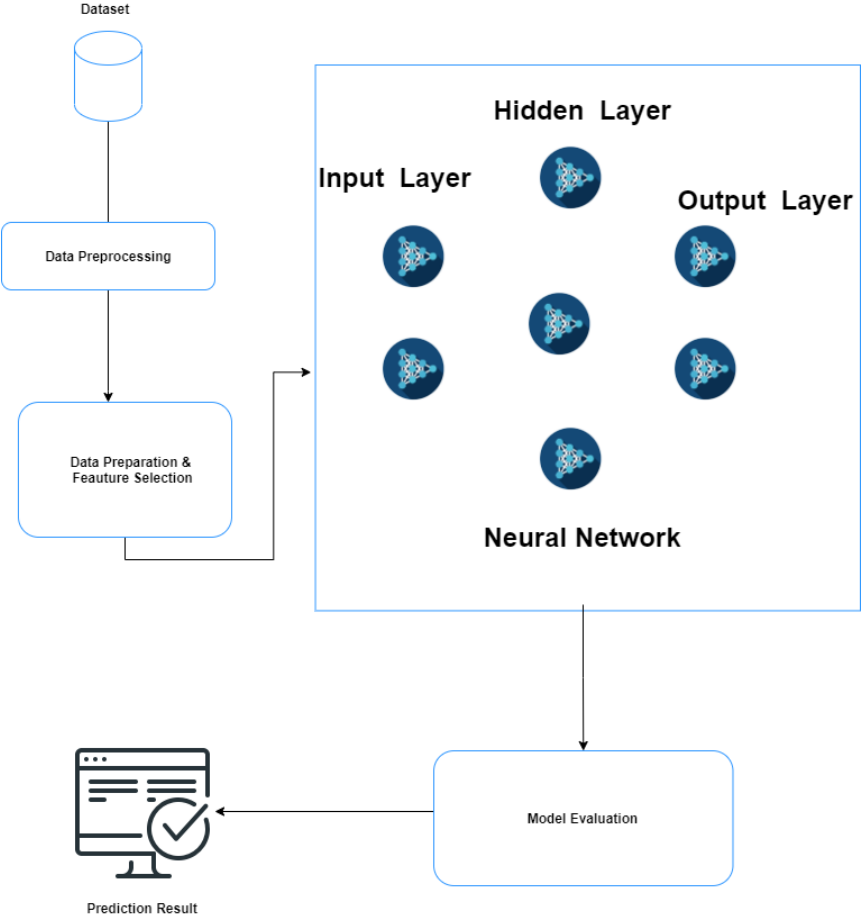 Dataset
Data Preprocessing
Data Preparation &
Feauture Selection
Hidden Layer
Input Layer
Output Layer
Neural Network
Model Evaluation
Prediction Result